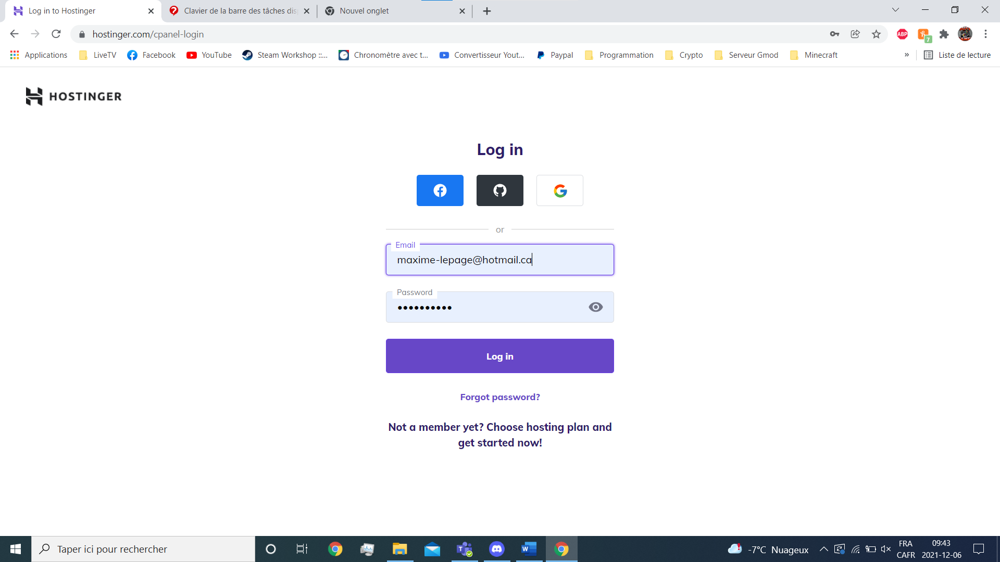 Log in to Hostinger
Clavier de la barre des tâches dis
Nouvel onglet
hostinger.com/cpanel-login
ABP
7
Applications
LiveTV
Facebook
YouTube
Steam Workshop ::...
Chronomètre avec t...
Convertisseur Yout...
Paypal
Programmation
Crypto
Serveur Gmod
Minecraft
»
Liste de lecture
HOSTINGER
Log in
or
Email
maxime-lepage@hotmail.ca
Password
••••••••••
Log in
Forgot password?
Not a member yet? Choose hosting plan and
get started now!
Taper ici pour rechercher
-7°C Nuageux
FRA
CAFR
09:43
2021-12-06